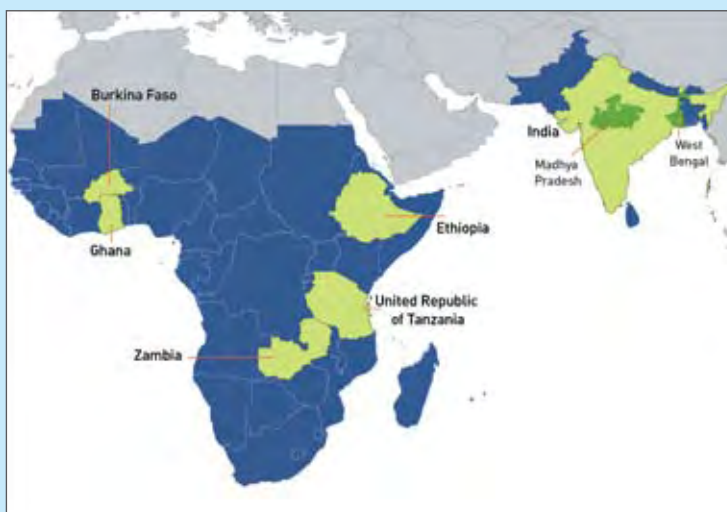 Burkina Faso
India
West
Bengal
Madhya
Pradesh
Ethiopia
Ghana
United Republic
of Tanzania
Zambia